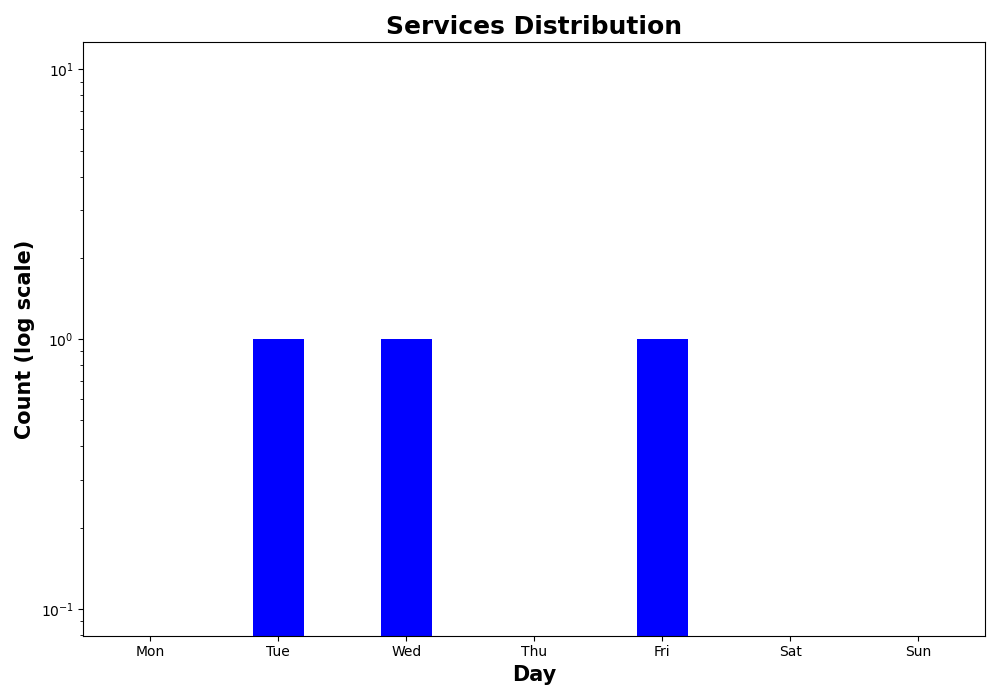 Services Distribution
Count (log scale)
10¹
10⁰
10⁻¹
Mon Tue Wed Thu Fri Sat Sun
Day